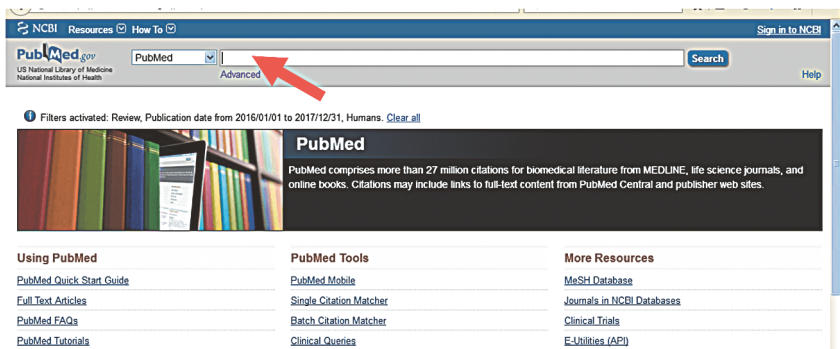 NCBI Resources How To Sign in to NCBI
PubMed.gov
US National Library of Medicine
National Institutes of Health
PubMed
Search
Advanced
Help
Filters activated: Review, Publication date from 2016/01/01 to 2017/12/31, Humans. Clear all
PubMed
PubMed comprises more than 27 million citations for biomedical literature from MEDLINE, life science journals, and
online books. Citations may include links to full-text content from PubMed Central and publisher web sites.
Using PubMed
PubMed Quick Start Guide
Full Text Articles
PubMed FAQs
PubMed Tutorials
PubMed Tools
PubMed Mobile
Single Citation Matcher
Batch Citation Matcher
Clinical Queries
More Resources
MeSH Database
Journals in NCBI Databases
Clinical Trials
E-Utilities (API)